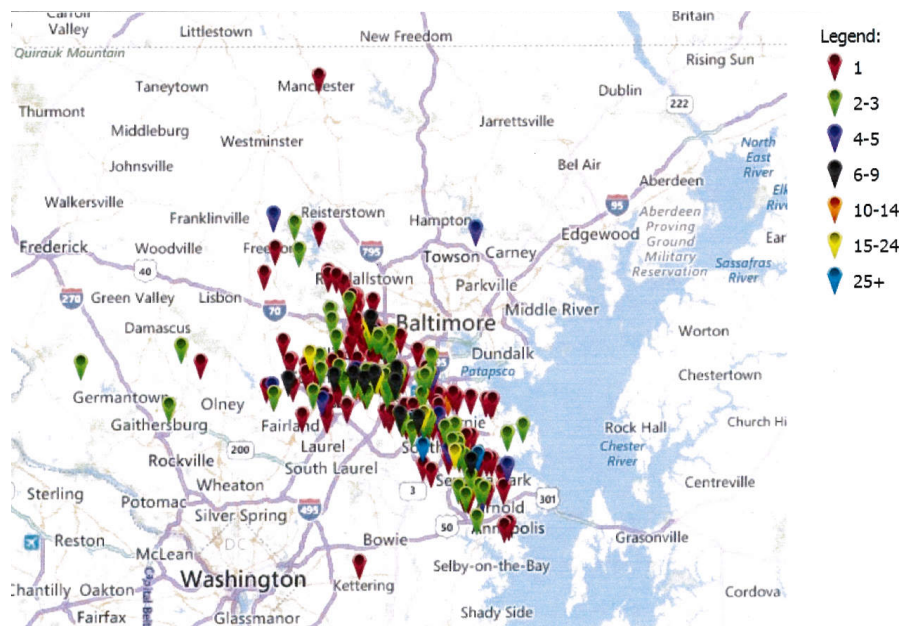 Carroll
Valley
Littlestown
New Freedom
Britain
Quirauk Mountain
Rising Sun
Taneytown
Manchester
Dublin
Thurmont
222
Jarrettsville
Middleburg
Westminster
North
East
River
Johnsville
Bel Air
Aberdeen
Walkersville
Franklinville
Reisterstown
Hampton
95
Aberdeen
Proving
Ground
Military
Reservation
Edgewood
Frederick
Woodville
795
Towson
Carney
Sassafras
River
40
Randallstown
270
Green Valley
Lisbon
70
Parkville
Middle River
Damascus
Baltimore
Worton
Dundalk
Patapsco
Chestertown
Germantown
Olney
Gaithersburg
Fairland
Rock Hall
Church Hi
Laurel
Chester
River
200
Rockville
South Laurel
Wheaton
3
Centreville
Sterling
Potomac
495
Silver Spring
Arnold
301
50
Annapolis
Reston
DC
Bowie
Grasonville
McLean
Selby-on-the-Bay
Washington
Kettering
Chantilly
Oakton
Cordova
Fairfax
Glassmanor
Shady Side
Legend:
1
2-3
4-5
6-9
10-14
15-24
25+